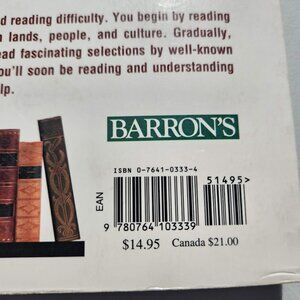 d reading difficulty. You begin by reading
n lands, people, and culture. Gradually,
ead fascinating selections by well-known
ou'll soon be reading and understanding
lp.
BARRON'S
ISBN 0-7641-0333-4
51495>
EAN
9 780764 103339
$14.95 Canada $21.00